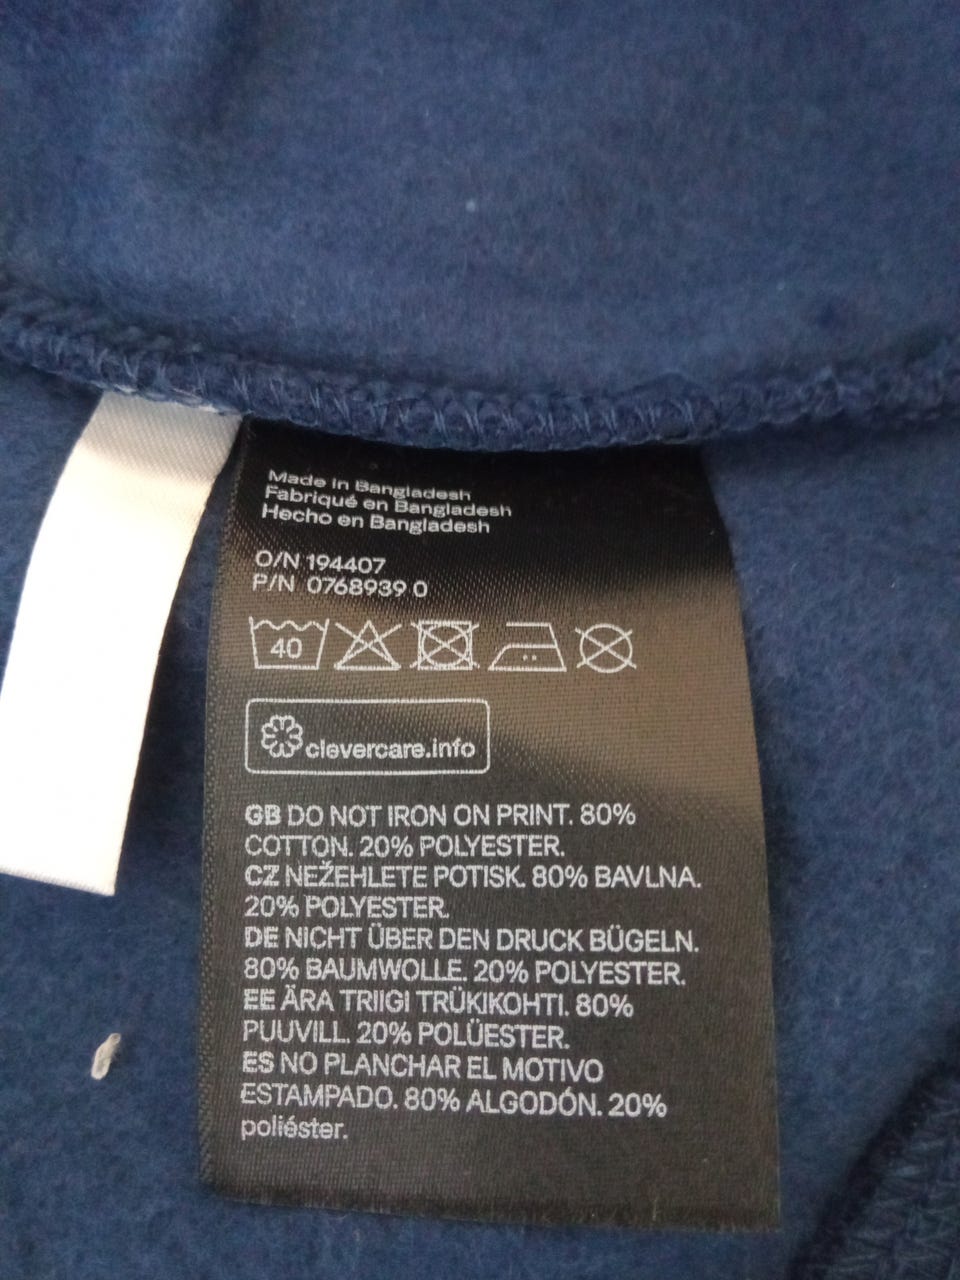 Made in Bangladesh
Fabriqué en Bangladesh
Hecho en Bangladesh
O/N 194407
P/N 0768939 0
40
clevercare.info
GB DO NOT IRON ON PRINT. 80%
COTTON. 20% POLYESTER.
CZ NEŽEHLETE POTISK. 80% BAVLNA.
20% POLYESTER.
DE NICHT ÜBER DEN DRUCK BÜGELN.
80% BAUMWOLLE. 20% POLYESTER.
EE ÄRA TRIIGI TRÜKIKOHTI. 80%
PUUVILL. 20% POLÜESTER.
ES NO PLANCHAR EL MOTIVO
ESTAMPADO. 80% ALGODÓN. 20%
poliéster.